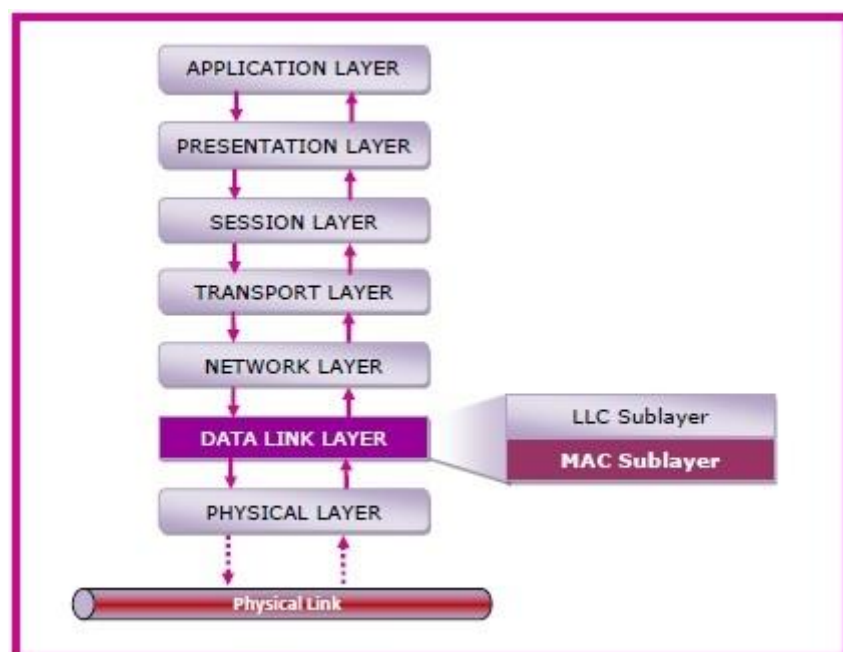 APPLICATION LAYER
PRESENTATION LAYER
SESSION LAYER
TRANSPORT LAYER
NETWORK LAYER
DATA LINK LAYER
LLC Sublayer
MAC Sublayer
PHYSICAL LAYER
Physical Link